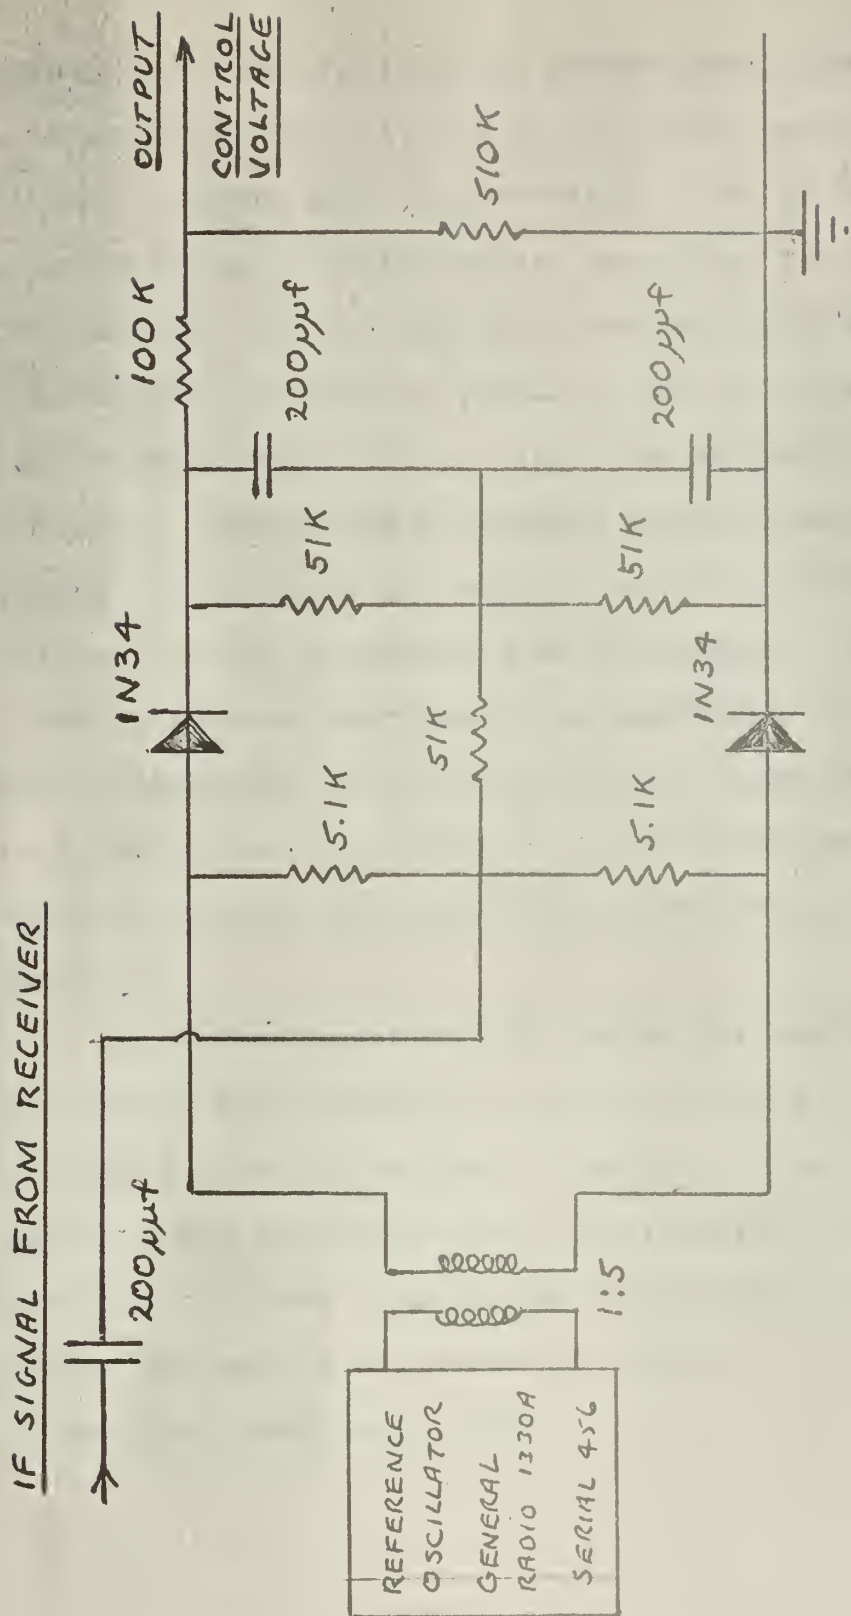 IF SIGNAL FROM RECEIVER
200μμf
REFERENCE
OSCILLATOR
GENERAL
RADIO 1330A
SERIAL 456
1:5
5.1K
5.1K
1N34
1N34
51K
51K
51K
200μμf
200μμf
100K
510K
OUTPUT
CONTROL
VOLTAGE